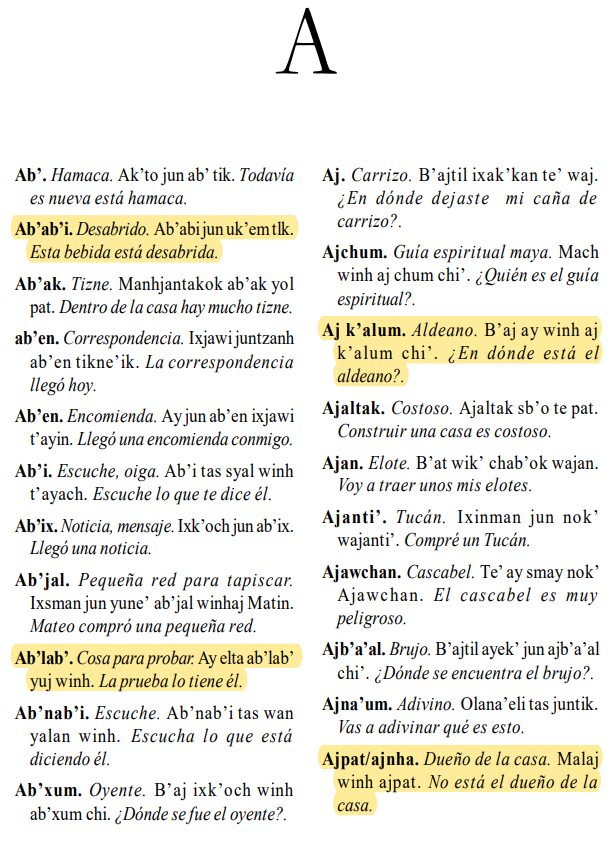 A
Ab’. Hamaca. Ak’to jun ab’ tik. Todavía
es nueva está hamaca.
Ab’ab’i. Desabrido. Ab’abi jun uk’em tlk.
Esta bebida está desabrida.
Ab’ak. Tizne. Manhjantakok ab’ak yol
pat. Dentro de la casa hay mucho tizne.
ab’en. Correspondencia. Ixjawi juntzanh
ab’en tikne’ik. La correspondencia
llegó hoy.
Ab’en. Encomienda. Ay jun ab’en ixjawi
t’ayin. Llegó una encomienda conmigo.
Ab’i. Escuche, oiga. Ab’i tas syal winh
t’ayach. Escuche lo que te dice él.
Ab’ix. Noticia, mensaje. Ixk’och jun ab’ix.
Llegó una noticia.
Ab’jal. Pequeña red para tapiscar.
Ixsman jun yune’ ab’jal winhaj Matin.
Mateo compró una pequeña red.
Ab’lab’. Cosa para probar. Ay elta ab’lab’
yuj winh. La prueba lo tiene él.
Ab’nab’i. Escuche. Ab’nab’i tas wan
yalan winh. Escucha lo que está
diciendo él.
Ab’xum. Oyente. B’aj ixk’och winh
ab’xum chi. ¿Dónde se fue el oyente?.
Aj. Carrizo. B’ajtil ixak’kan te’ waj.
¿En dónde dejaste mi caña de
carrizo?.
Ajchum. Guía espiritual maya. Mach
winh aj chum chi’. ¿Quién es el guía
espiritual?.
Aj k’alum. Aldeano. B’aj ay winh aj
k’alum chi’. ¿En dónde está el
aldeano?.
Ajaltak. Costoso. Ajaltak sb’o te pat.
Construir una casa es costoso.
Ajan. Elote. B’at wik’ chab’ok wajan.
Voy a traer unos mis elotes.
Ajanti’. Tucán. Ixinman jun nok’
wajanti’. Compré un Tucán.
Ajawchan. Cascabel. Te’ ay smay nok’
Ajawchan. El cascabel es muy
peligroso.
Ajb’a’al. Brujo. B’ajtil ayek’ jun ajb’a’al
chi’. ¿Dónde se encuentra el brujo?.
Ajna’um. Adivino. Olana’eli tas juntik.
Vas a adivinar qué es esto.
Ajpat/ajnha. Dueño de la casa. Malaj
winh ajpat. No está el dueño de la
casa.